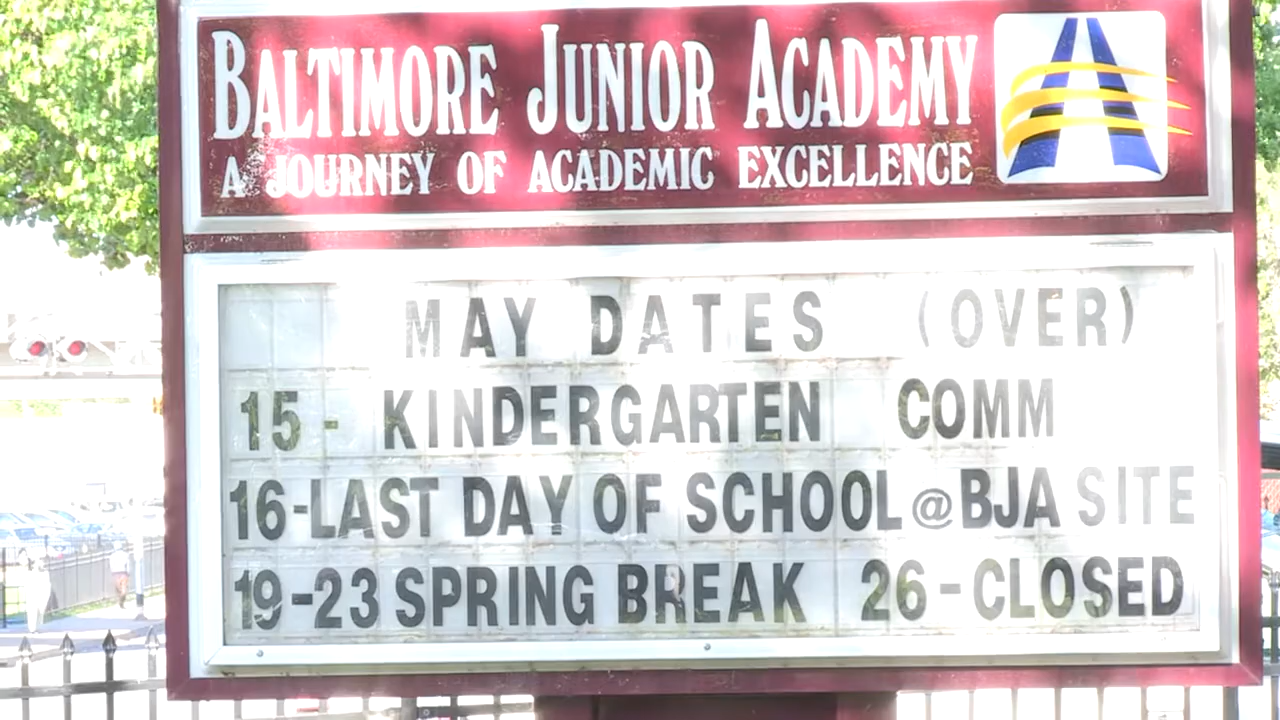 BALTIMORE JUNIOR ACADEMY
A JOURNEY OF ACADEMIC EXCELLENCE
MAY DATES (OVER)
15 - KINDERGARTEN COMM
16-LAST DAY OF SCHOOL @ BJA SITE
19-23 SPRING BREAK 26-CLOSED